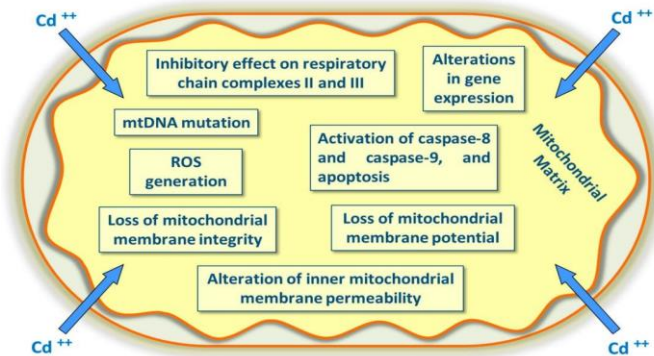 Cd ++
Cd ++
Inhibitory effect on respiratory
chain complexes II and III
Alterations
in gene
expression
mtDNA mutation
Activation of caspase-8
and caspase-9, and
apoptosis
ROS
generation
Mitochondrial
Matrix
Loss of mitochondrial
membrane integrity
Loss of mitochondrial
membrane potential
Alteration of inner mitochondrial
membrane permeability
Cd ++
Cd ++